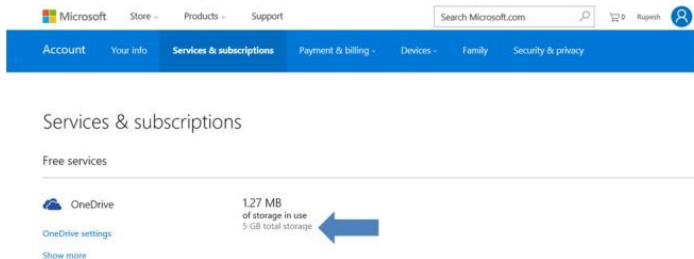 Microsoft Store Products Support Search Microsoft.com 0 Rupesh
Account Your info Services & subscriptions Payment & billing Devices Family Security & privacy
Services & subscriptions
Free services
OneDrive 1.27 MB
of storage in use
5 GB total storage
OneDrive settings
Show more